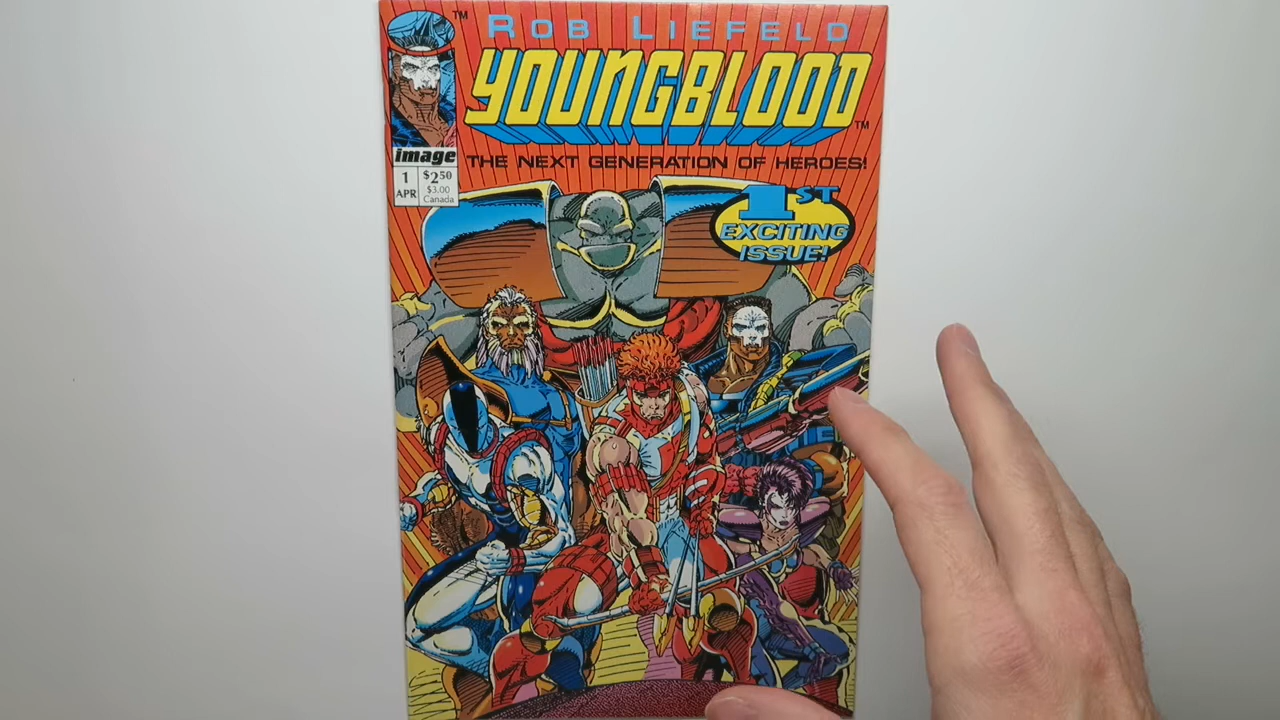 TM
ROB LIEFELD
YOUNGBLOOD
TM
THE NEXT GENERATION OF HEROES!
image
1
APR
$2.50
$3.00
Canada
1ST
EXCITING
ISSUE!